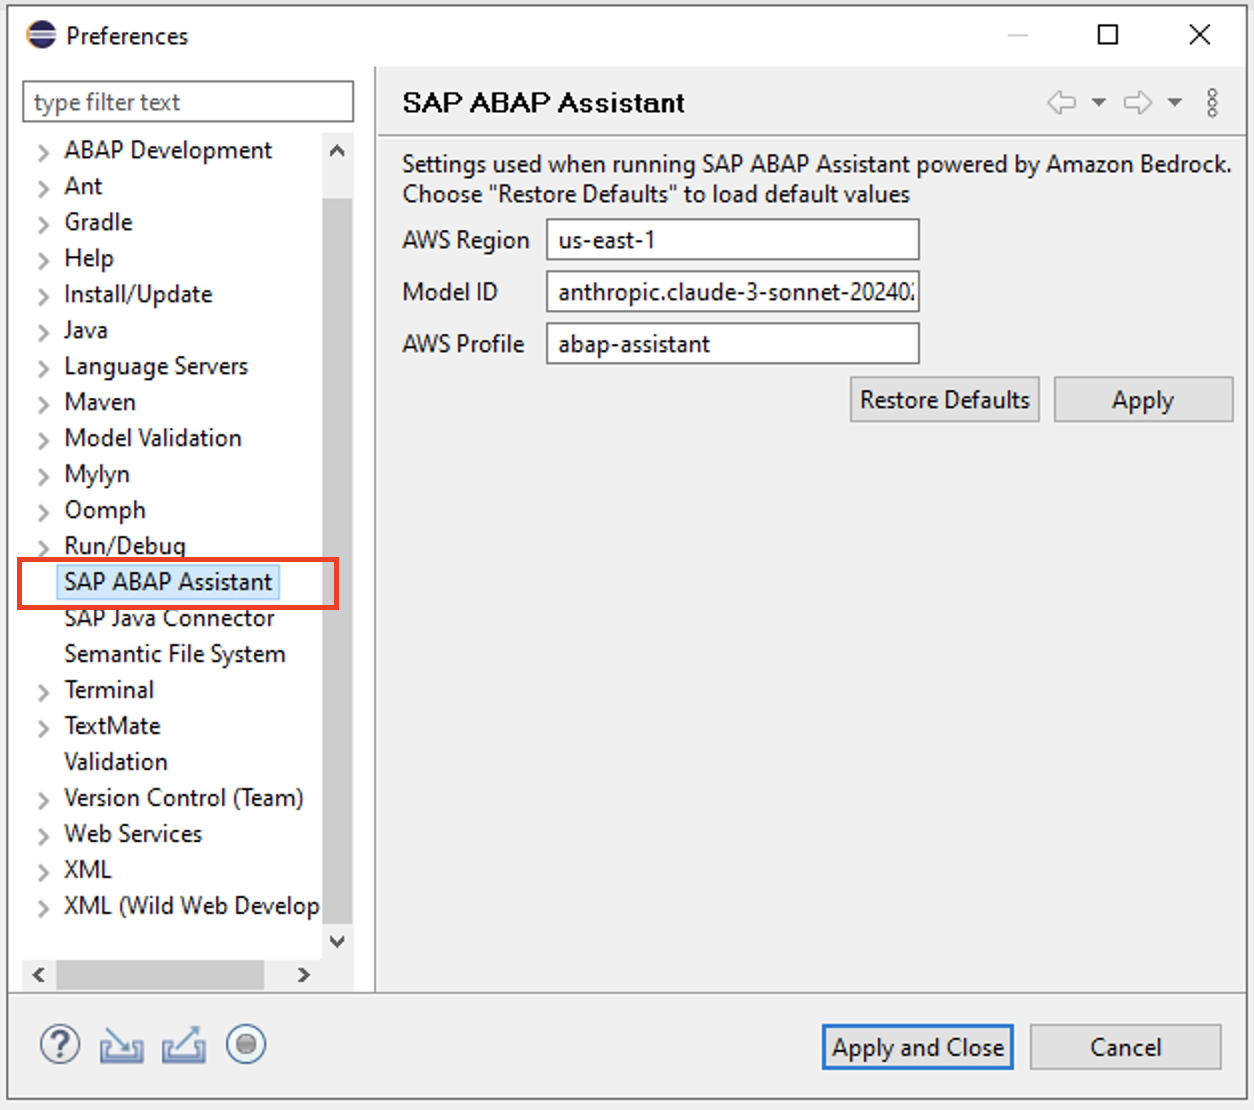 Preferences
type filter text
ABAP Development
Ant
Gradle
Help
Install/Update
Java
Language Servers
Maven
Model Validation
Mylyn
Oomph
Run/Debug
SAP ABAP Assistant
SAP Java Connector
Semantic File System
Terminal
TextMate
Validation
Version Control (Team)
Web Services
XML
XML (Wild Web Develop
SAP ABAP Assistant
Settings used when running SAP ABAP Assistant powered by Amazon Bedrock.
Choose "Restore Defaults" to load default values
AWS Region us-east-1
Model ID anthropic.claude-3-sonnet-20240
AWS Profile abap-assistant
Restore Defaults Apply
? Apply and Close Cancel